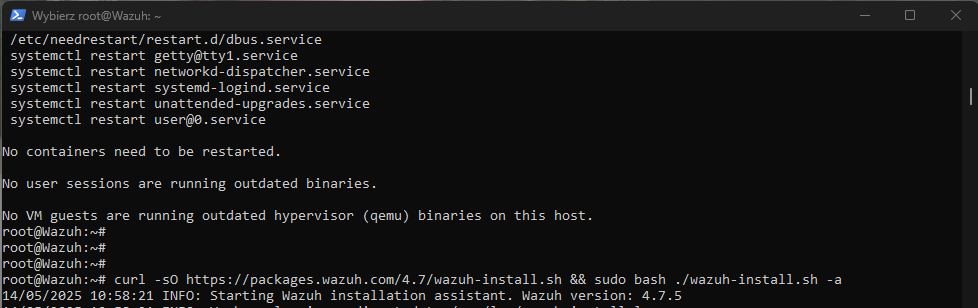 Wybierz root@Wazuh: ~
/etc/needrestart/restart.d/dbus.service
systemctl restart getty@tty1.service
systemctl restart networkd-dispatcher.service
systemctl restart systemd-logind.service
systemctl restart unattended-upgrades.service
systemctl restart user@0.service
No containers need to be restarted.
No user sessions are running outdated binaries.
No VM guests are running outdated hypervisor (qemu) binaries on this host.
root@Wazuh:~#
root@Wazuh:~#
root@Wazuh:~#
root@Wazuh:~# curl -sO https://packages.wazuh.com/4.7/wazuh-install.sh && sudo bash ./wazuh-install.sh -a
14/05/2025 10:58:21 INFO: Starting Wazuh installation assistant. Wazuh version: 4.7.5